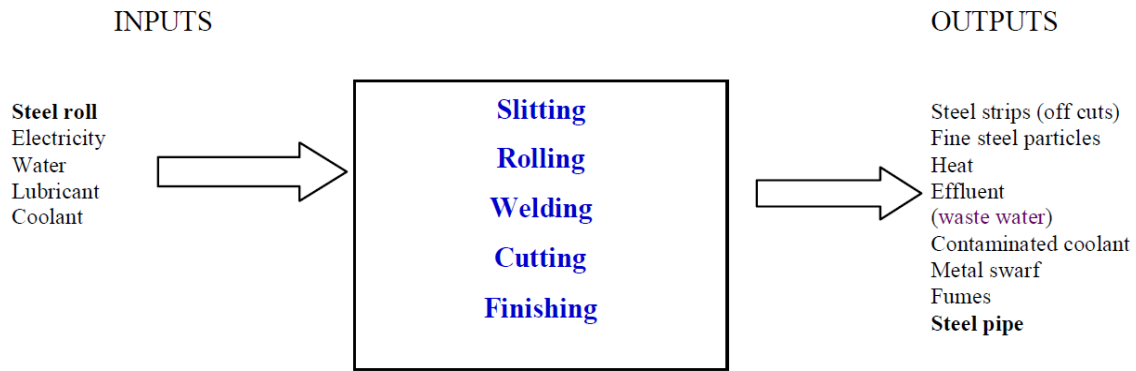 INPUTS
OUTPUTS
Steel roll
Electricity
Water
Lubricant
Coolant
Slitting
Rolling
Welding
Cutting
Finishing
Steel strips (off cuts)
Fine steel particles
Heat
Effluent
(waste water)
Contaminated coolant
Metal swarf
Fumes
Steel pipe